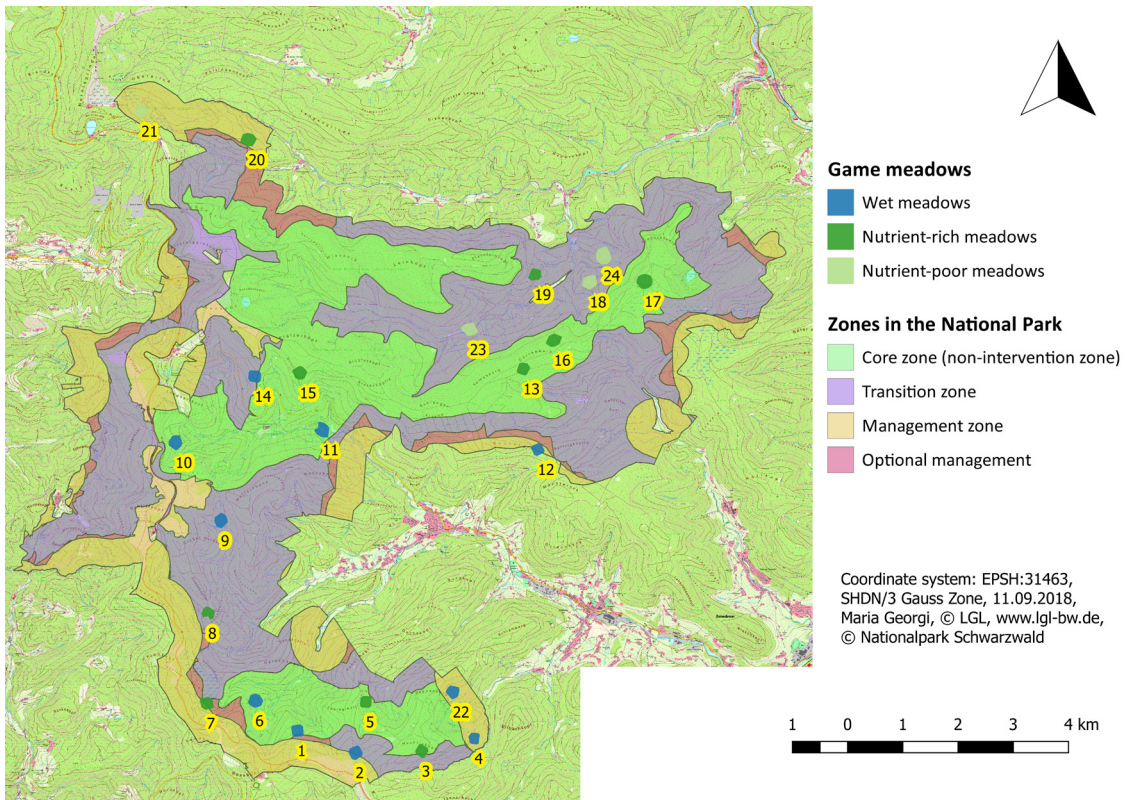 21
20
24
19
18
17
23
16
13
14
15
11
10
12
9
8
7
6
5
22
1
2
3
4
Game meadows
Wet meadows
Nutrient-rich meadows
Nutrient-poor meadows
Zones in the National Park
Core zone (non-intervention zone)
Transition zone
Management zone
Optional management
Coordinate system: EPSH:31463,
SHDN/3 Gauss Zone, 11.09.2018,
Maria Georgi, © LGL, www.lgl-bw.de,
© Nationalpark Schwarzwald
1 0 1 2 3 4 km